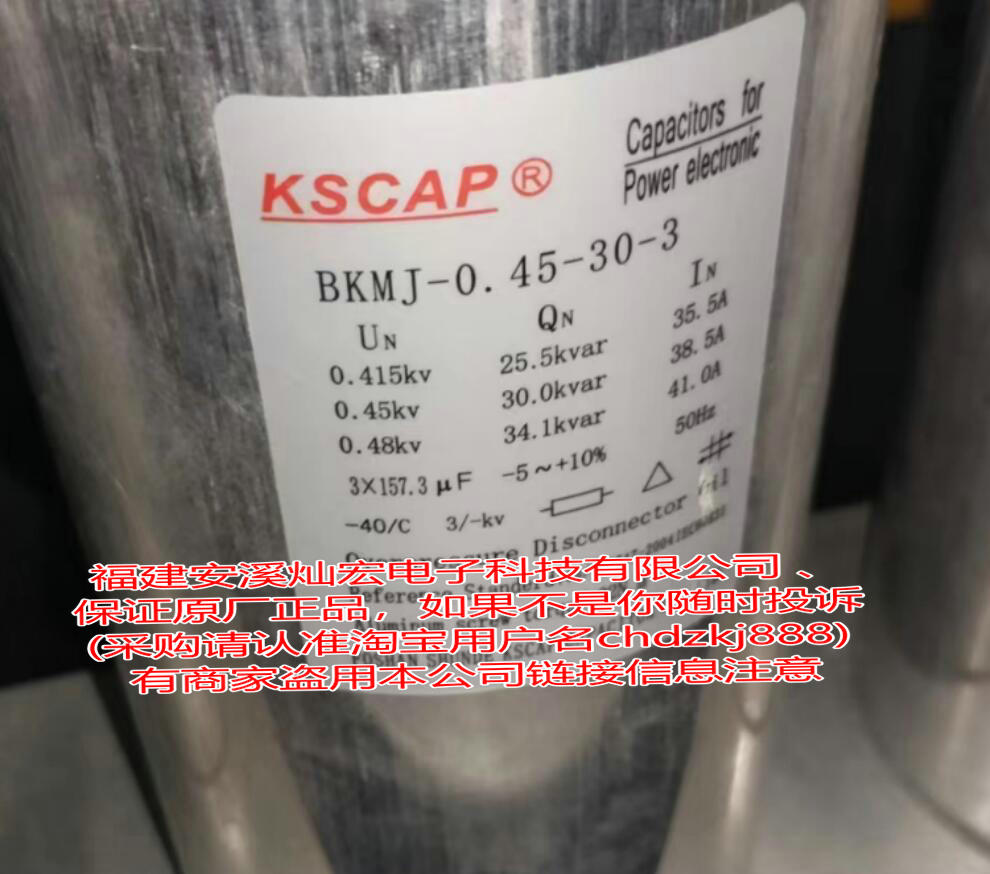 KSCAP®
Capacitors for
Power electronic
BKMJ-0.45-30-3
UN QN IN
0.415kv 25.5kvar 35.5A
0.45kv 30.0kvar 38.5A
0.48kv 34.1kvar 41.0A
3×157.3μF -5~+10% 50Hz
-40/C 3/-kv
Overpressure Disconnector
Reference
福建安溪灿宏电子科技有限公司、
保证原厂正品，如果不是你随时投诉
Aluminum screw
(采购请认准淘宝用户名chdzkj888)
有商家盗用本公司链接信息注意